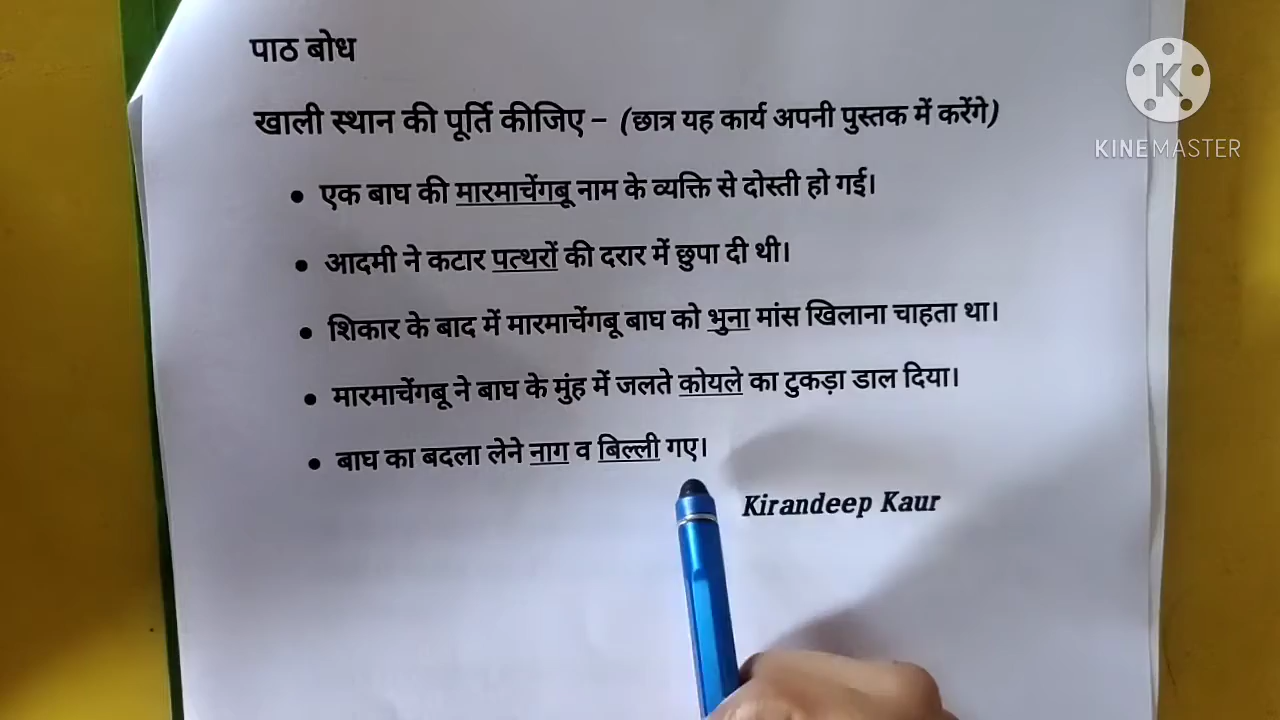 पाठ बोध
खाली स्थान की पूर्ति कीजिए – (छात्र यह कार्य अपनी पुस्तक में करेंगे)
• एक बाघ की मारमाचेंगबू नाम के व्यक्ति से दोस्ती हो गई।
• आदमी ने कटार पत्थरों की दरार में छुपा दी थी।
• शिकार के बाद में मारमाचेंगबू बाघ को भुना मांस खिलाना चाहता था।
• मारमाचेंगबू ने बाघ के मुंह में जलते कोयले का टुकड़ा डाल दिया।
• बाघ का बदला लेने नाग व बिल्ली गए।
Kirandeep Kaur
K
KINEMASTER